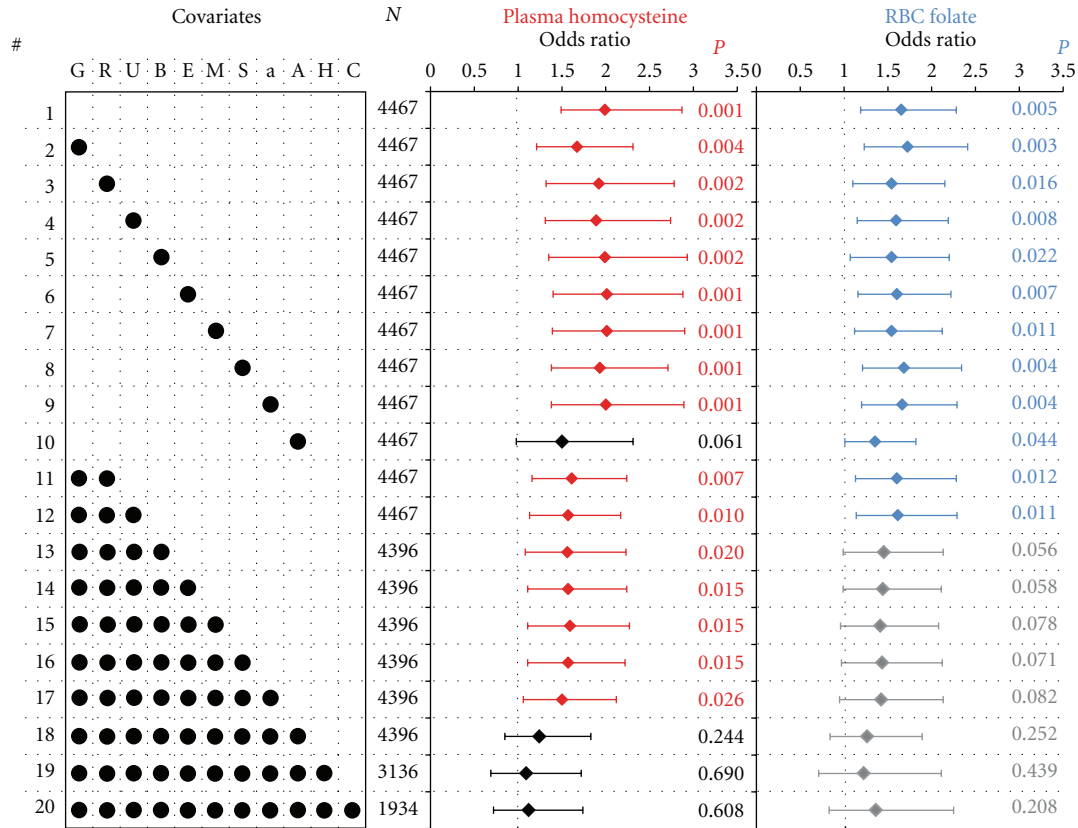 Covariates N Plasma homocysteine RBC folate
# Odds ratio P Odds ratio P
G R U B E M S a A H C 0 0.5 1 1.5 2 2.5 3 3.5 0.5 1 1.5 2 2.5 3 3.5
1 4467 0.001 0.005
2 4467 0.004 0.003
3 4467 0.002 0.016
4 4467 0.002 0.008
5 4467 0.002 0.022
6 4467 0.001 0.007
7 4467 0.001 0.011
8 4467 0.001 0.004
9 4467 0.001 0.004
10 4467 0.061 0.044
11 4467 0.007 0.012
12 4467 0.010 0.011
13 4396 0.020 0.056
14 4396 0.015 0.058
15 4396 0.015 0.078
16 4396 0.015 0.071
17 4396 0.026 0.082
18 4396 0.244 0.252
19 3136 0.690 0.439
20 1934 0.608 0.208